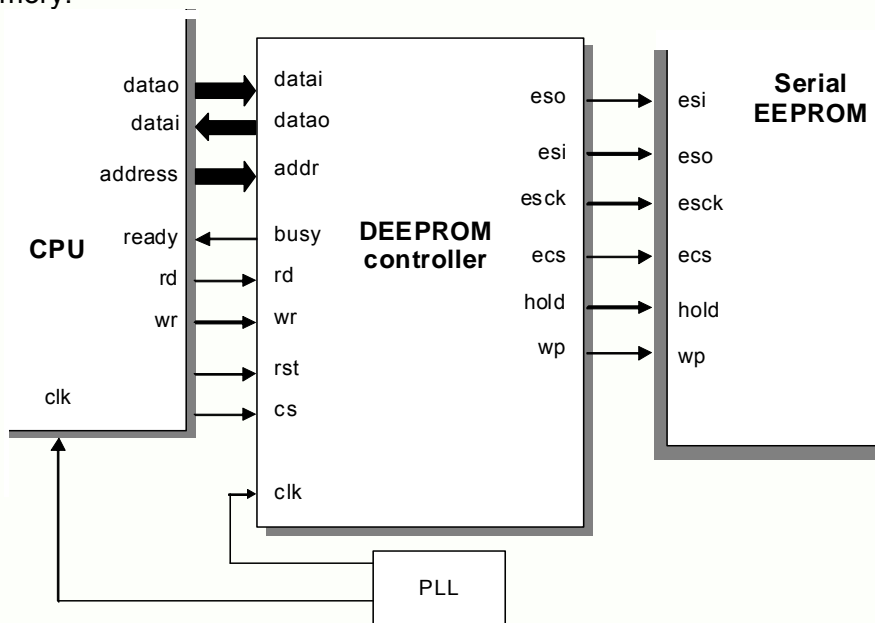 datao
datai
address
CPU
ready
rd
wr
clk
datai
datao
addr
busy
rd
wr
rst
cs
clk
DEEPROM
controller
eso
esi
esck
ecs
hold
wp
Serial
EEPROM
esi
eso
esck
ecs
hold
wp
PLL